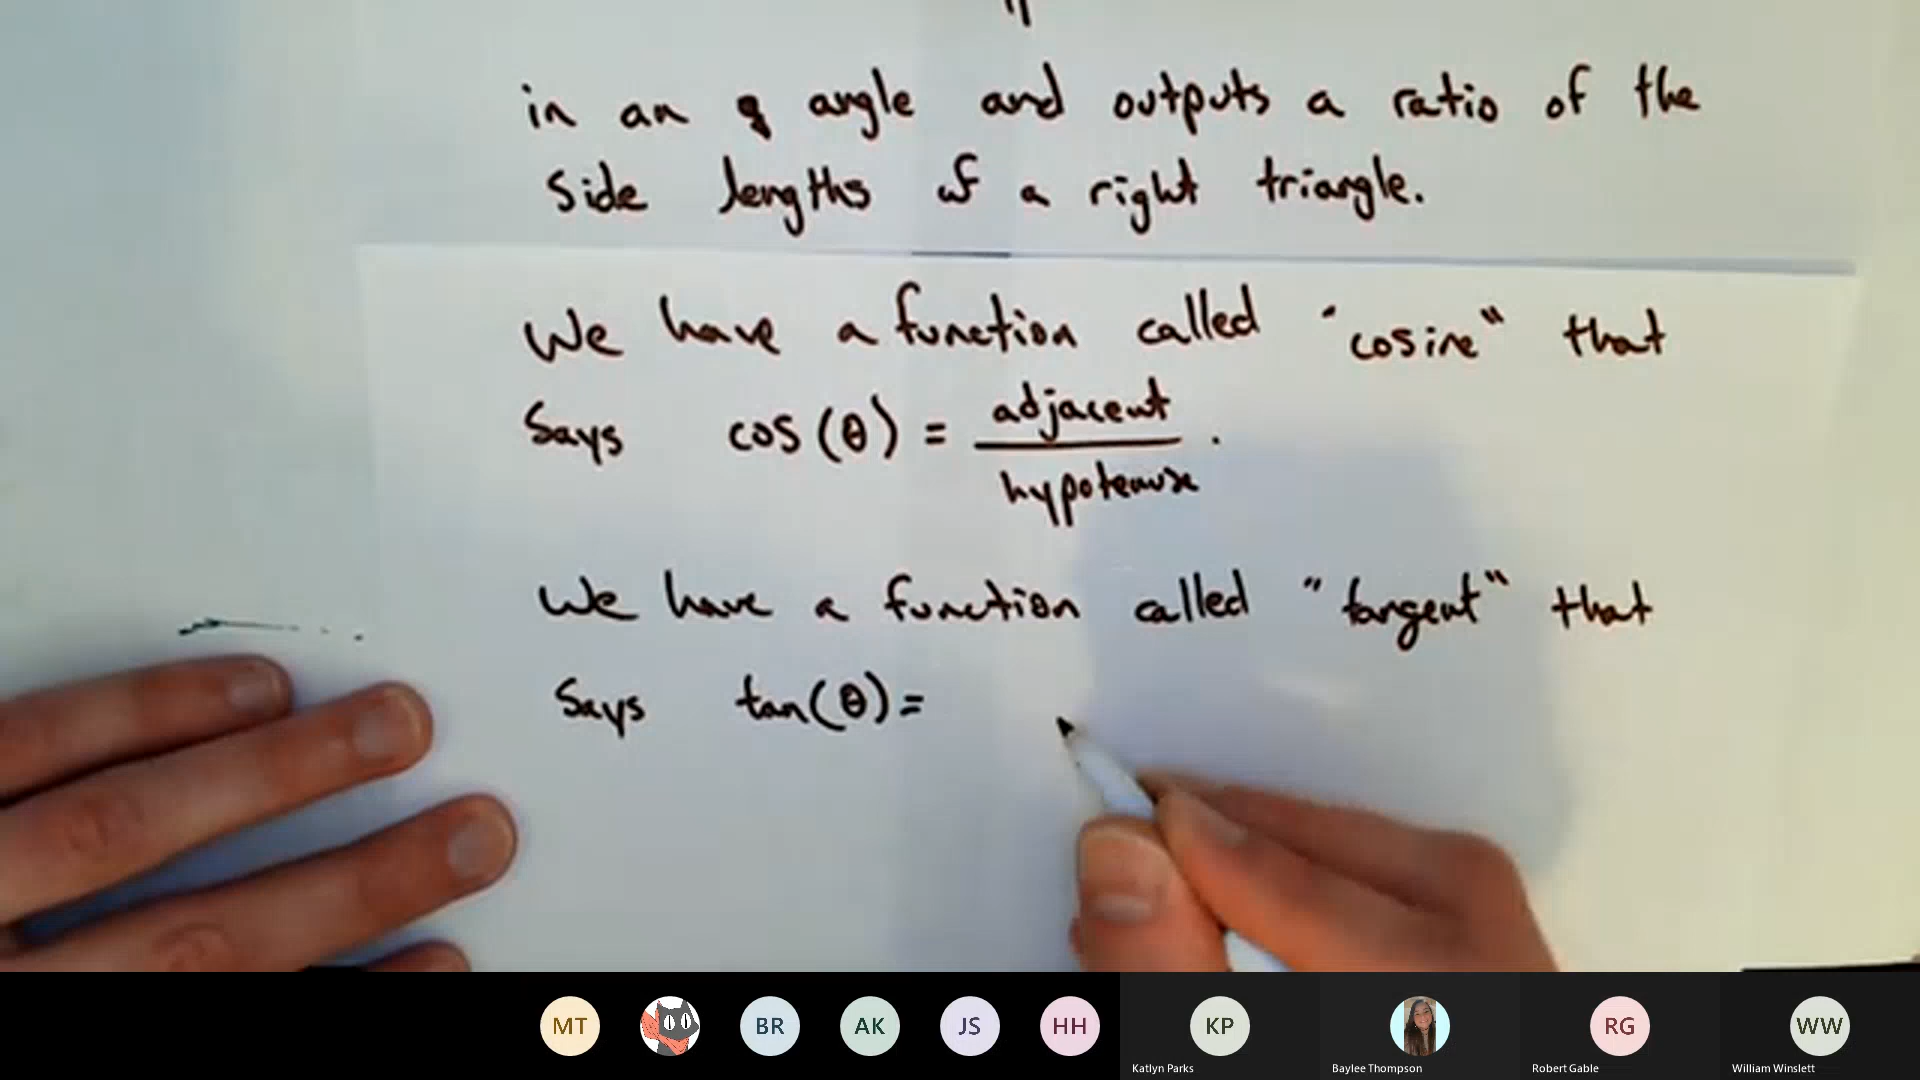 in an angle and outputs a ratio of the
side lengths of a right triangle.
We have a function called "cosine" that
says cos(θ) = adjacent / hypotenuse.
We have a function called "tangent" that
says tan(θ)=
MT BR AK JS HH KP RG WW
Katlyn Parks Baylee Thompson Robert Gable William Winslett